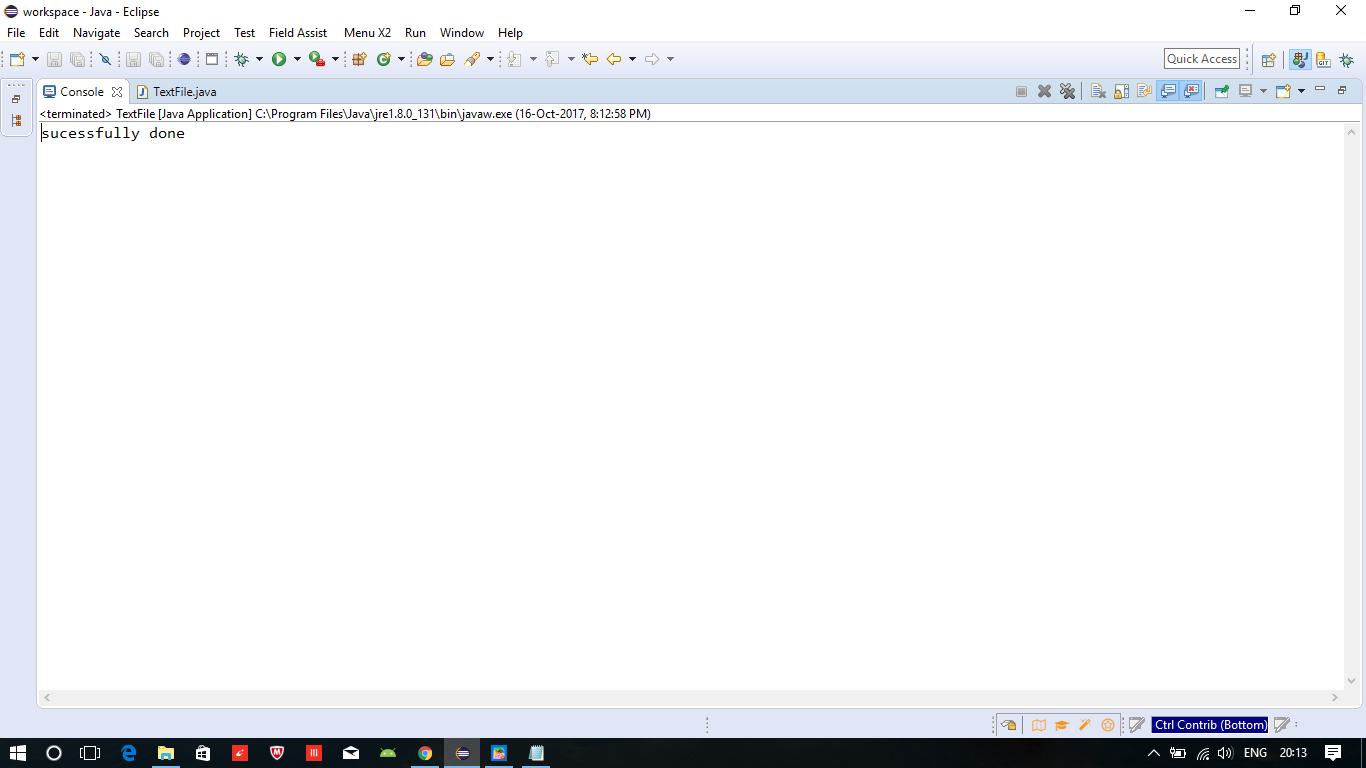 workspace - Java - Eclipse
File Edit Navigate Search Project Test Field Assist Menu X2 Run Window Help
Quick Access
GIT
Console TextFile.java
<terminated> TextFile [Java Application] C:\Program Files\Java\jre1.8.0_131\bin\javaw.exe (16-Oct-2017, 8:12:58 PM)
sucessfully done
Ctrl Contrib (Bottom)
ENG 20:13